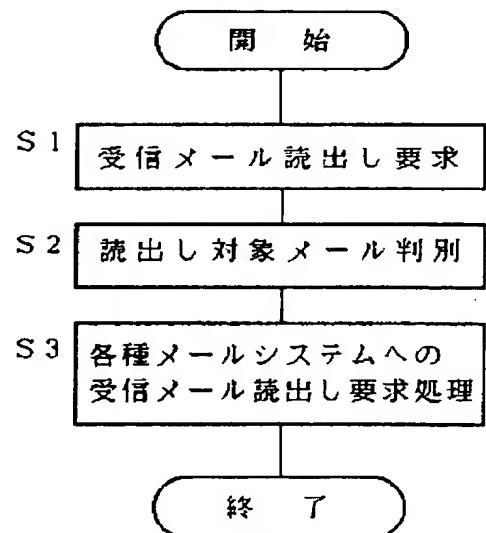 開始
S1 受信メール読出し要求
S2 読出し対象メール判別
S3 各種メールシステムへの
受信メール読出し要求処理
終了